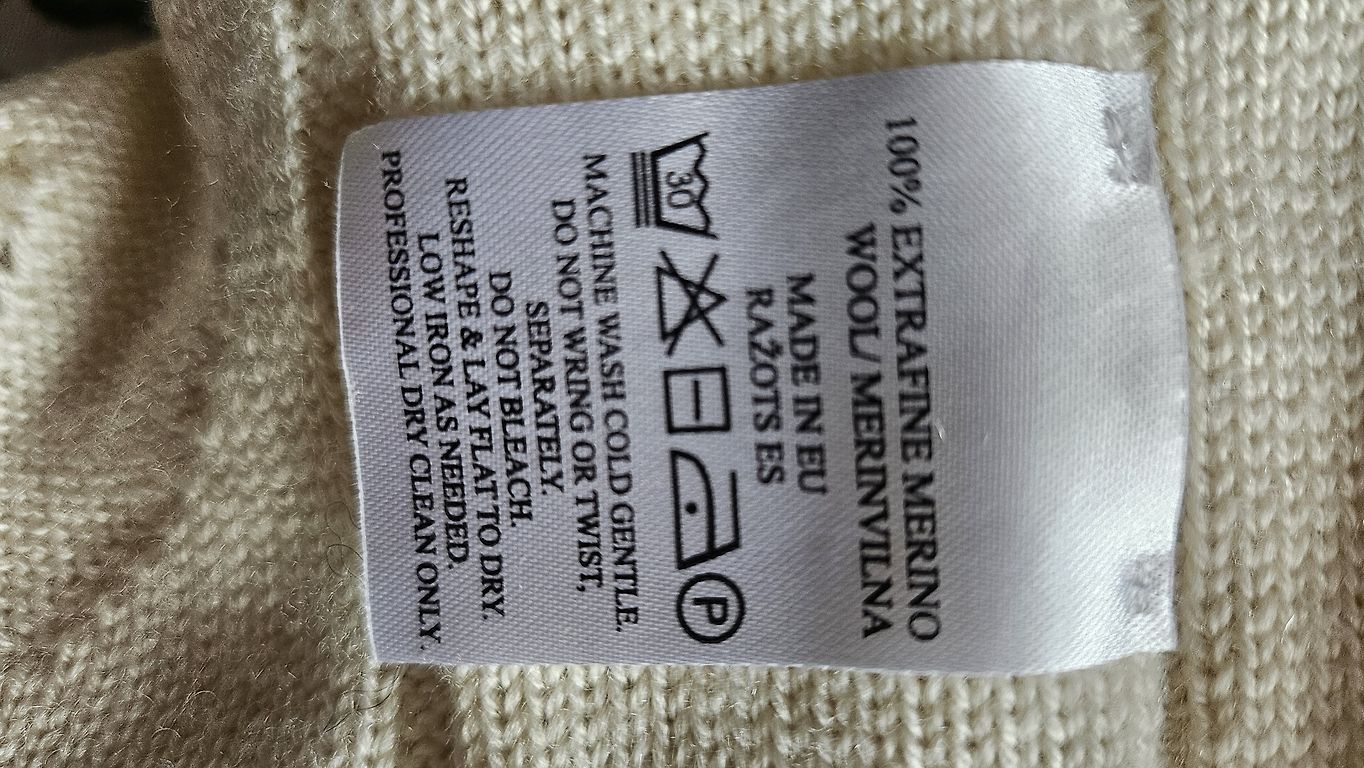 100% EXTRAFINE MERINO
WOOL/ MERINVILNA
MADE IN EU
RAŽOTS ES
30 P
MACHINE WASH COLD GENTLE.
DO NOT WRING OR TWIST,
SEPARATELY.
DO NOT BLEACH.
RESHAPE & LAY FLAT TO DRY.
LOW IRON AS NEEDED.
PROFESSIONAL DRY CLEAN ONLY.